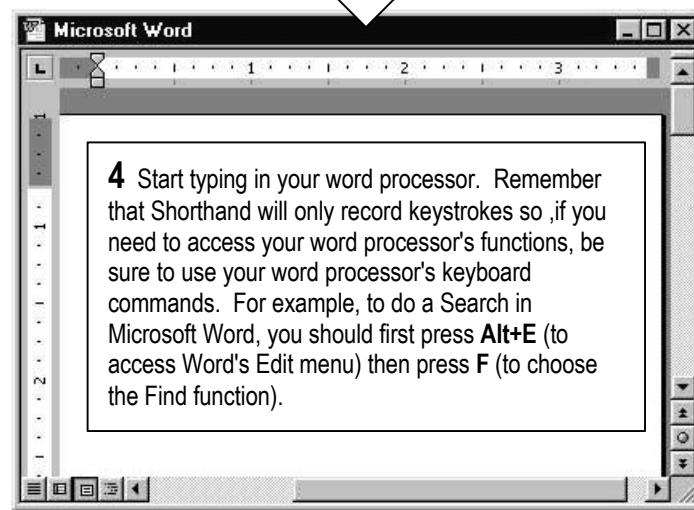 Microsoft Word
L 1 2 3
1
1
2
4 Start typing in your word processor. Remember
that Shorthand will only record keystrokes so ,if you
need to access your word processor's functions, be
sure to use your word processor's keyboard
commands. For example, to do a Search in
Microsoft Word, you should first press Alt+E (to
access Word's Edit menu) then press F (to choose
the Find function).